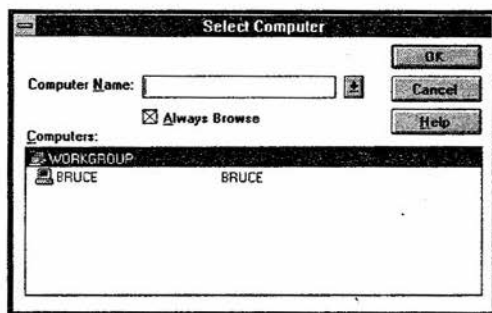 Select Computer
OK
Computer Name:
Cancel
Always Browse
Help
Computers:
WORKGROUP
BRUCE BRUCE